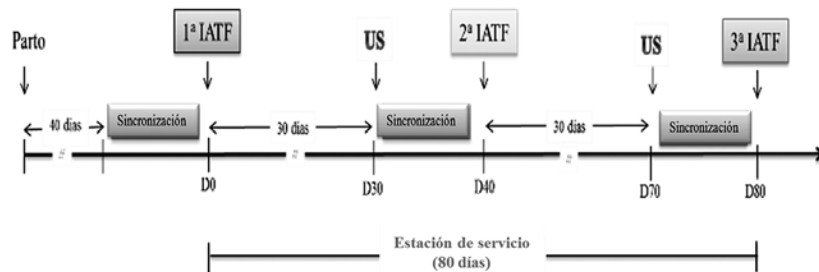 Parto
1ª IATF
US
2ª IATF
US
3ª IATF
40 días
Sincronización
30 días
Sincronización
30 días
Sincronización
D0
D30
D40
D70
D80
Estación de servicio
(80 días)